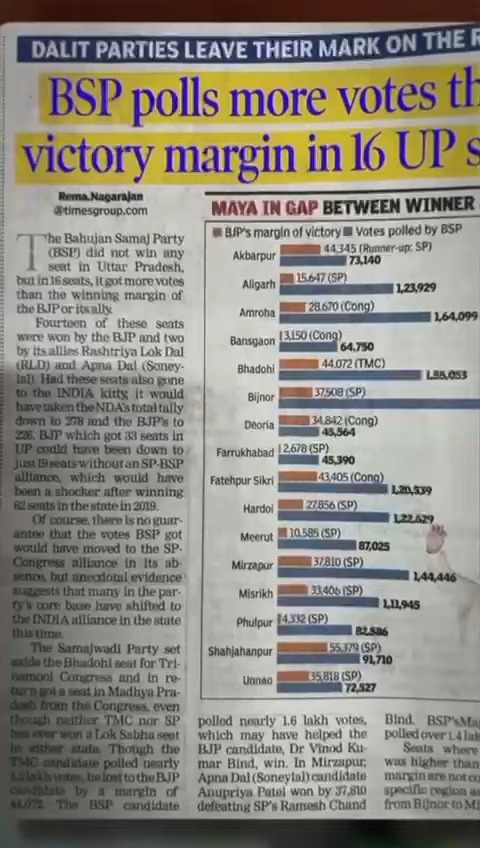 DALIT PARTIES LEAVE THEIR MARK ON THE
BSP polls more votes th
victory margin in 16 UP s
Rema.Nagarajan
@timesgroup.com
The Bahujan Samaj Party
(BSP) did not win any
seat in Uttar Pradesh,
but in 16 seats, it got more votes
than the winning margin of
the BJP or its ally.
Fourteen of these seats
were won by the BJP and two
by its allies Rashtriya Lok Dal
(RLD) and Apna Dal (Soney-
lal). Had these seats also gone
to the INDIA kitty, it would
have taken the NDA's total tally
down to 278 and the BJP's to
226. BJP which got 33 seats in
UP could have been down to
just 19 seats without an SP-BSP
alliance, which would have
been a shocker after winning
62 seats in the state in 2019.
Of course, there is no guar-
antee that the votes BSP got
would have moved to the SP-
Congress alliance in its ab-
sence, but anecdotal evidence
suggests that many in the par-
ty's core base have shifted to
the INDIA alliance in the state
this time.
The Samajwadi Party set
aside the Bhadohi seat for Tri-
namool Congress and in re-
turn got a seat in Madhya Pra-
desh from the Congress, even
though neither TMC nor SP
has ever won a Lok Sabha seat
in either state. Though the
TMC candidate polled nearly
4.2 lakh votes, he lost to the BJP
candidate by a margin of
44,072. The BSP candidate
MAYA IN GAP BETWEEN WINNER
BJP's margin of victory Votes polled by BSP
Akbarpur 44,345 (Runner-up: SP)
73,140
Aligarh 15,647 (SP)
1,23,929
Amroha 28,670 (Cong)
1,64,099
Bansgaon 3,150 (Cong)
64,750
Bhadohi 44,072 (TMC)
1,55,053
Bijnor 37,508 (SP)
Deoria 34,842 (Cong)
45,564
Farrukhabad 2,678 (SP)
45,390
Fatehpur Sikri 43,405 (Cong)
1,20,539
Hardoi 27,856 (SP)
1,22,629
Meerut 10,585 (SP)
87,025
Mirzapur 37,810 (SP)
1,44,446
Misrikh 33,406 (SP)
1,11,945
Phulpur 4,332 (SP)
82,586
Shahjahanpur 55,379 (SP)
91,710
Unnao 35,818 (SP)
72,527
polled nearly 1.6 lakh votes,
which may have helped the
BJP candidate, Dr Vinod Ku-
mar Bind, win. In Mirzapur,
Apna Dal (Soneylal) candidate
Anupriya Patel won by 37,810
defeating SP's Ramesh Chand
Bind. BSP's Ma
polled over 1.4 lak
Seats where
was higher than
margin are not co
specific region a
from Bijnor to Mi